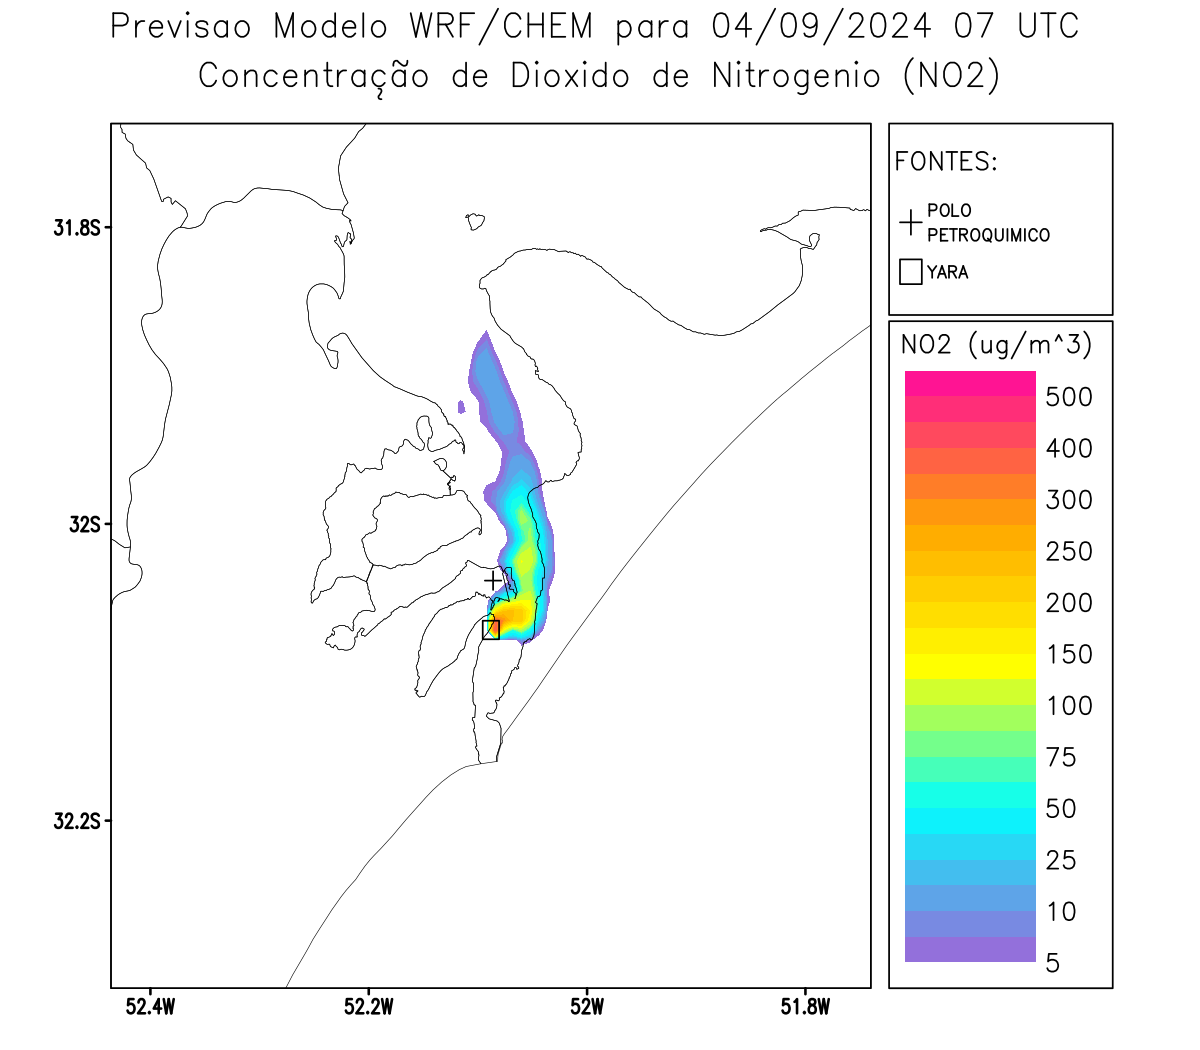 Previsao Modelo WRF/CHEM para 04/09/2024 07 UTC
Concentração de Dioxido de Nitrogenio (NO2)
FONTES:
POLO
PETROQUIMICO
YARA
NO2 (ug/m^3)
500
400
300
250
200
150
100
75
50
25
10
5
31.8S
32S
32.2S
52.4W
52.2W
52W
51.8W